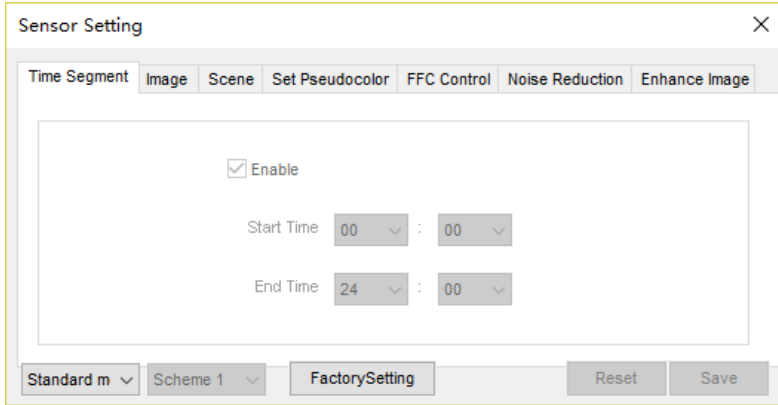 Sensor Setting
Time Segment Image Scene Set Pseudocolor FFC Control Noise Reduction Enhance Image
Enable
Start Time 00 : 00
End Time 24 : 00
Standard m Scheme 1 FactorySetting Reset Save